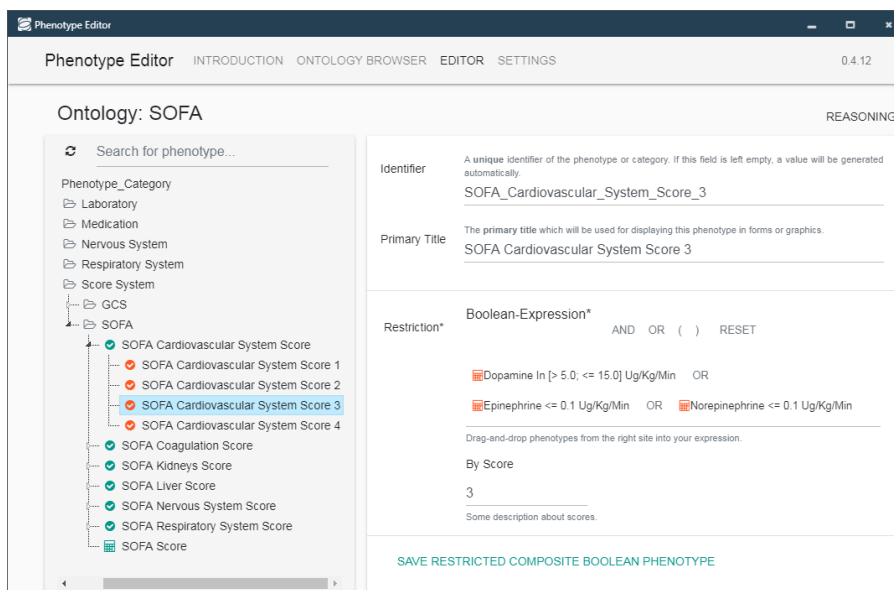 Phenotype Editor
Phenotype Editor INTRODUCTION ONTOLOGY BROWSER EDITOR SETTINGS 0.4.12
Ontology: SOFA
REASONING
Search for phenotype...
Phenotype_Category
Laboratory
Medication
Nervous System
Respiratory System
Score System
GCS
SOFA
SOFA Cardiovascular System Score
SOFA Cardiovascular System Score 1
SOFA Cardiovascular System Score 2
SOFA Cardiovascular System Score 3
SOFA Cardiovascular System Score 4
SOFA Coagulation Score
SOFA Kidneys Score
SOFA Liver Score
SOFA Nervous System Score
SOFA Respiratory System Score
SOFA Score
Identifier
A unique identifier of the phenotype or category. If this field is left empty, a value will be generated
automatically.
SOFA_Cardiovascular_System_Score_3
Primary Title
The primary title which will be used for displaying this phenotype in forms or graphics.
SOFA Cardiovascular System Score 3
Restriction*
Boolean-Expression*
AND OR ( ) RESET
Dopamine In [> 5.0; <= 15.0] Ug/Kg/Min OR
Epinephrine <= 0.1 Ug/Kg/Min OR Norepinephrine <= 0.1 Ug/Kg/Min
Drag-and-drop phenotypes from the right site into your expression.
By Score
3
Some description about scores.
SAVE RESTRICTED COMPOSITE BOOLEAN PHENOTYPE